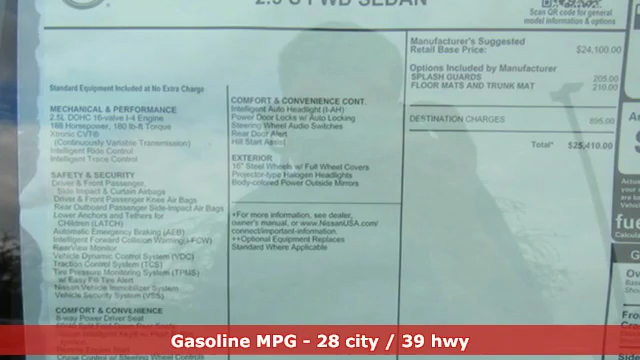 2.5 S FWD SEDAN
Scan QR code for general
model information & options
Manufacturer's Suggested
Retail Base Price: $24,100.00
Options Included by Manufacturer
SPLASH GUARDS 205.00
FLOOR MATS AND TRUNK MAT 210.00
DESTINATION CHARGES 895.00
Total* $25,410.00
Standard Equipment Included at No Extra Charge
MECHANICAL & PERFORMANCE
2.5L DOHC 16-valve I-4 Engine
188 Horsepower, 180 lb-ft Torque
Xtronic CVT®
(Continuously Variable Transmission)
Intelligent Ride Control
Intelligent Trace Control
SAFETY & SECURITY
Driver & Front Passenger,
Side Impact & Curtain Airbags
Driver & Front Passenger Knee Air Bags
Rear Outboard Passenger Side-Impact Air Bags
Lower Anchors and Tethers for
CHildren (LATCH)
Automatic Emergency Braking (AEB)
Intelligent Forward Collision Warning(I-FCW)
RearView Monitor
Vehicle Dynamic Control System (VDC)
Traction Control System (TCS)
Tire Pressure Monitoring System (TPMS)
w/ Easy Fill Tire Alert
Nissan Vehicle Immobilizer System
Vehicle Security System (VSS)
COMFORT & CONVENIENCE
8-way Power Driver Seat
Cruise Control w/ Steering Wheel Controls
COMFORT & CONVENIENCE CONT.
Intelligent Auto Headlight (I-AH)
Power Door Locks w/ Auto Locking
Steering Wheel Audio Switches
Rear Door Alert
Hill Start Assist
EXTERIOR
16" Steel Wheels w/ Full Wheel Covers
Projector-type Halogen Headlights
Body-colored Power Outside Mirrors
*For more information, see dealer,
owner's manual, or www.NissanUSA.com/
connect/important-information.
**Optional Equipment Replaces
Standard Where Applicable
fue
Gasoline MPG - 28 city / 39 hwy